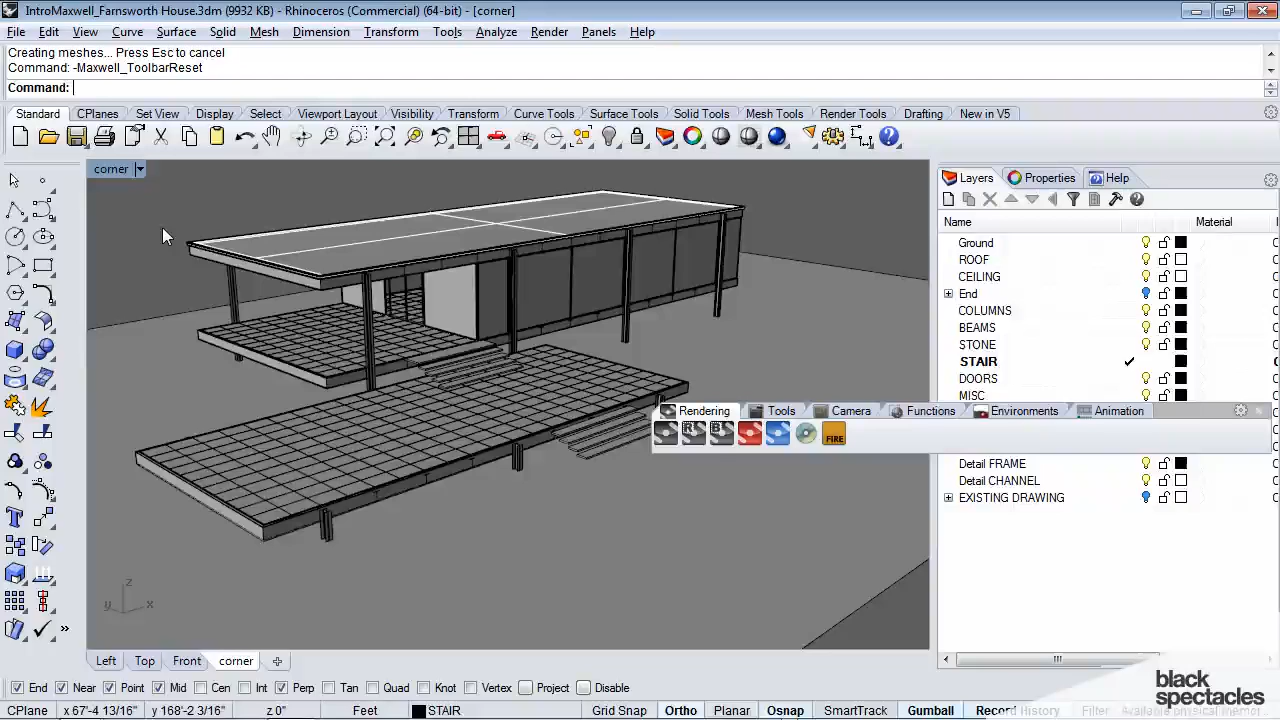 IntroMaxwell_Farnsworth House.3dm (9932 KB) - Rhinoceros (Commercial) (64-bit) - [corner]
File Edit View Curve Surface Solid Mesh Dimension Transform Tools Analyze Render Panels Help
Creating meshes... Press Esc to cancel
Command: -Maxwell_ToolbarReset
Command:
Standard CPlanes Set View Display Select Viewport Layout Visibility Transform Curve Tools Surface Tools Solid Tools Mesh Tools Render Tools Drafting New in V5
corner
Layers Properties Help
Name Material
Ground
ROOF
CEILING
End
COLUMNS
BEAMS
STONE
STAIR
DOORS
MISC
Rendering Tools Camera Functions Environments Animation
R B FIRE
Detail FRAME
Detail CHANNEL
EXISTING DRAWING
z
y x
Left Top Front corner
black
spectacles
End Near Point Mid Cen Int Perp Tan Quad Knot Vertex Project Disable
CPlane x 67'-4 13/16" y 168'-2 3/16" z 0" Feet STAIR Grid Snap Ortho Planar Osnap SmartTrack Gumball Record History Filter Available physical memor